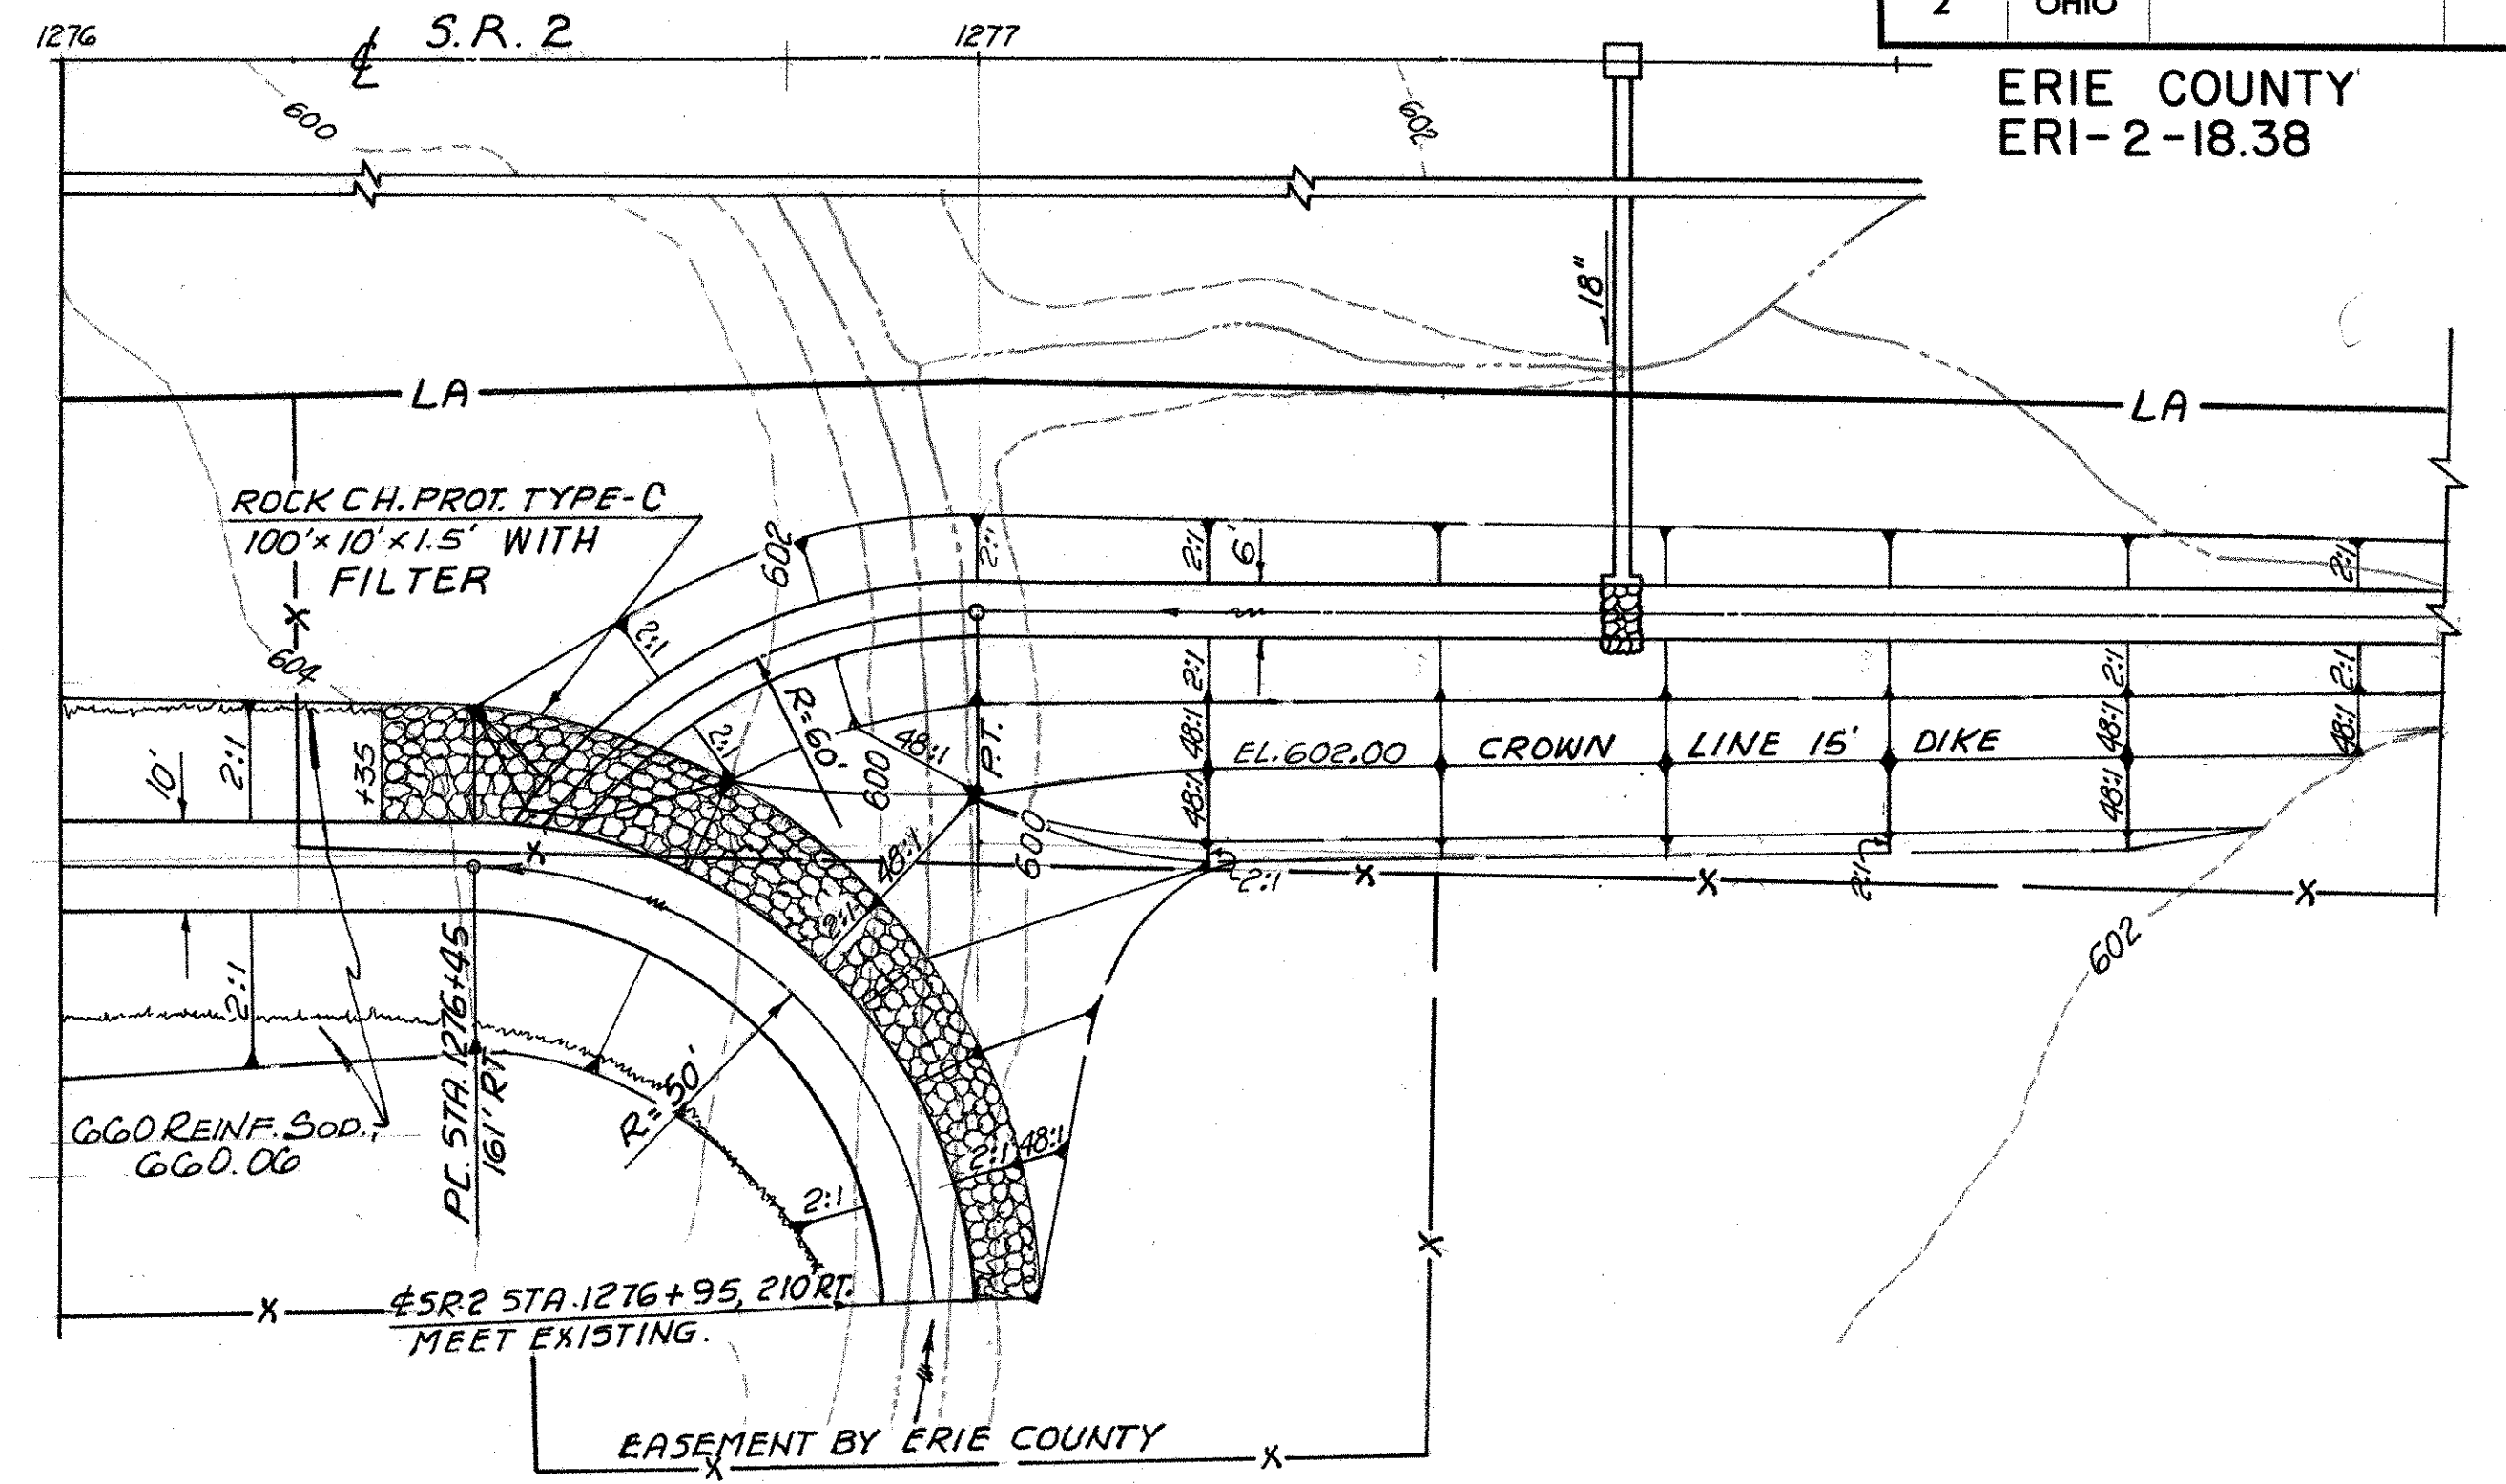 2 OHIO
ERIE COUNTY
ERI-2-18.38
1276
℄ S.R. 2
1277
600
602
18"
LA
LA
ROCK CH. PROT. TYPE-C
100'x10'x1.5' WITH
FILTER
X
604
602
2:1
2:1
6'
2:1
2:1
2:1
2:1
2:1
2:1
R=60'
600
48:1
P.T.
48:1
48:1
EL.602.00 CROWN LINE 15' DIKE
48:1
48:1
48:1
10'
2:1
+35
X
48:1
600
2:1
X
X
2:1
X
2:1
602
2:1
P.C. STA. 1276+45
161' RT
R=50'
660 REINF. SOD.,
660.06
2:1
48:1
2:1
X
X
℄ SR-2 STA. 1276+95, 210 RT.
MEET EXISTING.
EASEMENT BY ERIE COUNTY
X
X